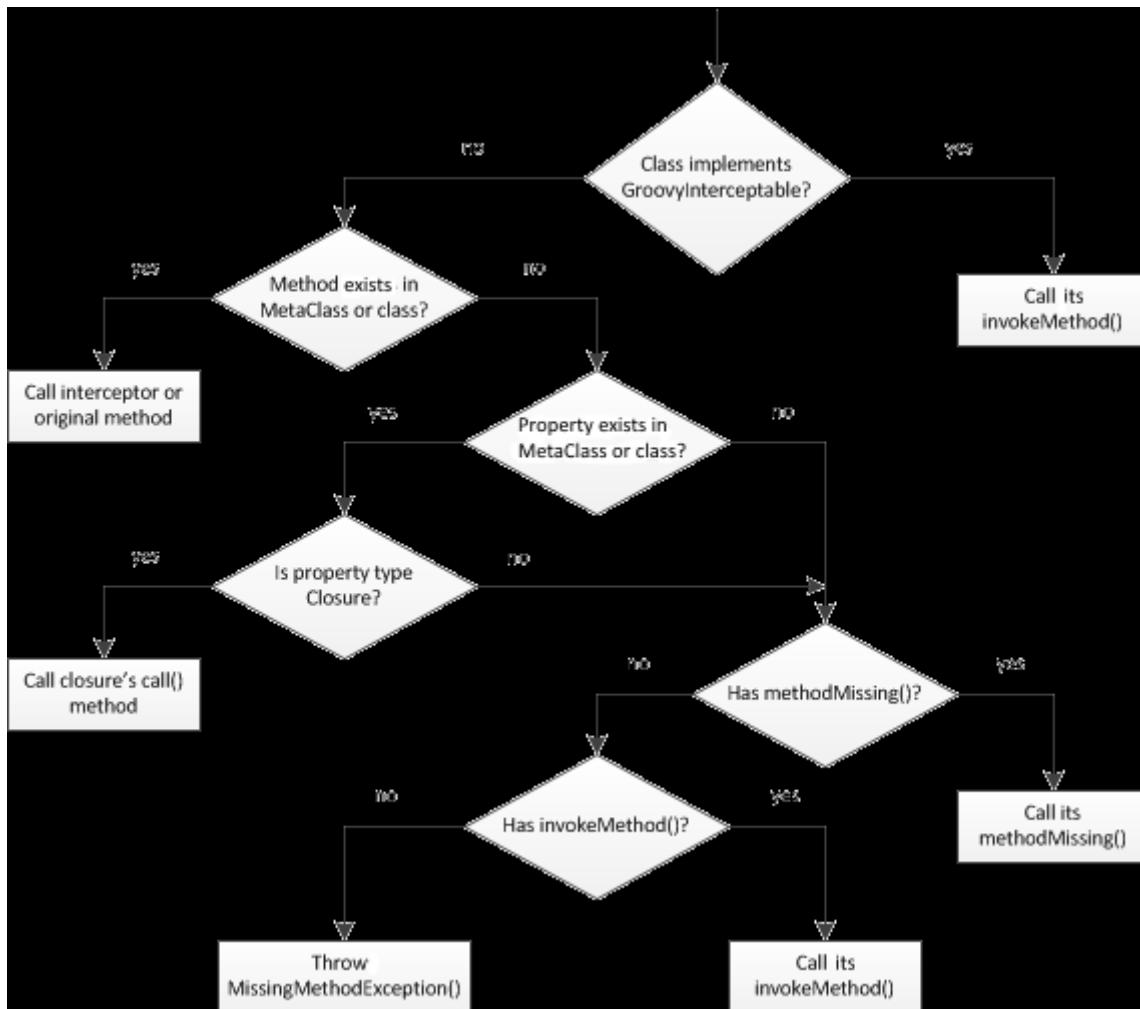 Class implements
GroovyInterceptable?
no
yes
Method exists in
MetaClass or class?
yes
no
Call its
invokeMethod()
Call interceptor or
original method
Property exists in
MetaClass or class?
yes
no
Is property type
Closure?
yes
no
Call closure's call()
method
Has methodMissing()?
no
yes
Has invokeMethod()?
no
yes
Call its
methodMissing()
Throw
MissingMethodException()
Call its
invokeMethod()